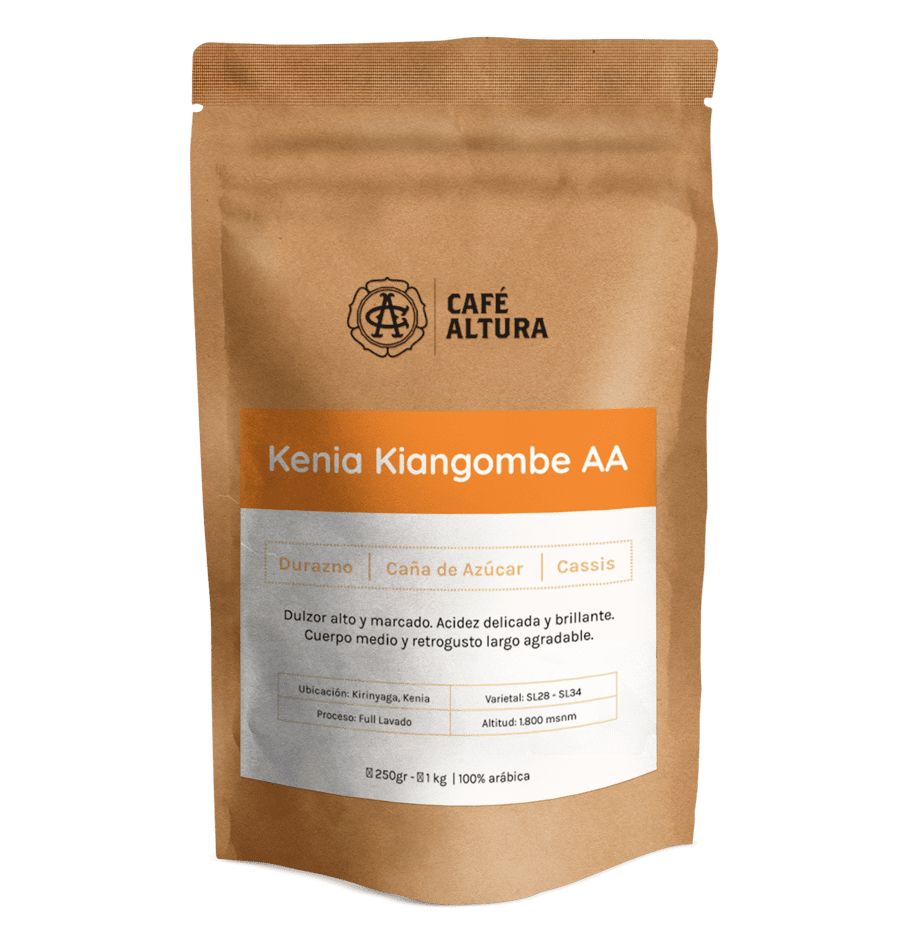 CAFÉ
ALTURA
Kenia Kiangombe AA
Durazno | Caña de Azúcar | Cassis
Dulzor alto y marcado. Acidez delicada y brillante.
Cuerpo medio y retrogusto largo agradable.
Ubicación: Kirinyaga, Kenia
Varietal: SL28 - SL34
Proceso: Full Lavado
Altitud: 1.800 msnm
250gr - 1 kg | 100% arábica